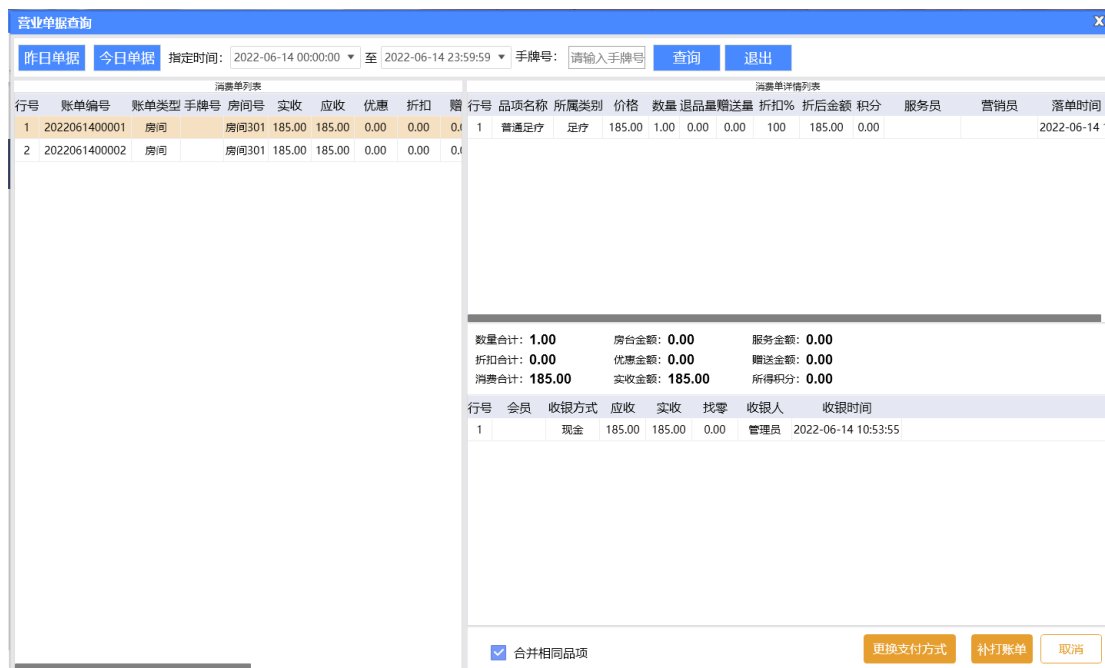 营业单据查询 X
昨日单据 今日单据 指定时间： 2022-06-14 00:00:00 至 2022-06-14 23:59:59 手牌号： 请输入手牌号 查询 退出
消费单列表
行号 账单编号 账单类型 手牌号 房间号 实收 应收 优惠 折扣 赠
1 2022061400001 房间 房间301 185.00 185.00 0.00 0.00 0.
2 2022061400002 房间 房间301 185.00 185.00 0.00 0.00 0.
消费单详情列表
行号 品项名称 所属类别 价格 数量 退品量 赠送量 折扣% 折后金额 积分 服务员 营销员 落单时间
1 普通足疗 足疗 185.00 1.00 0.00 0.00 100 185.00 0.00 2022-06-14
数量合计：1.00 房台金额：0.00 服务金额：0.00
折扣合计：0.00 优惠金额：0.00 赠送金额：0.00
消费合计：185.00 实收金额：185.00 所得积分：0.00
行号 会员 收银方式 应收 实收 找零 收银人 收银时间
1 现金 185.00 185.00 0.00 管理员 2022-06-14 10:53:55
合并相同品项 更换支付方式 补打账单 取消